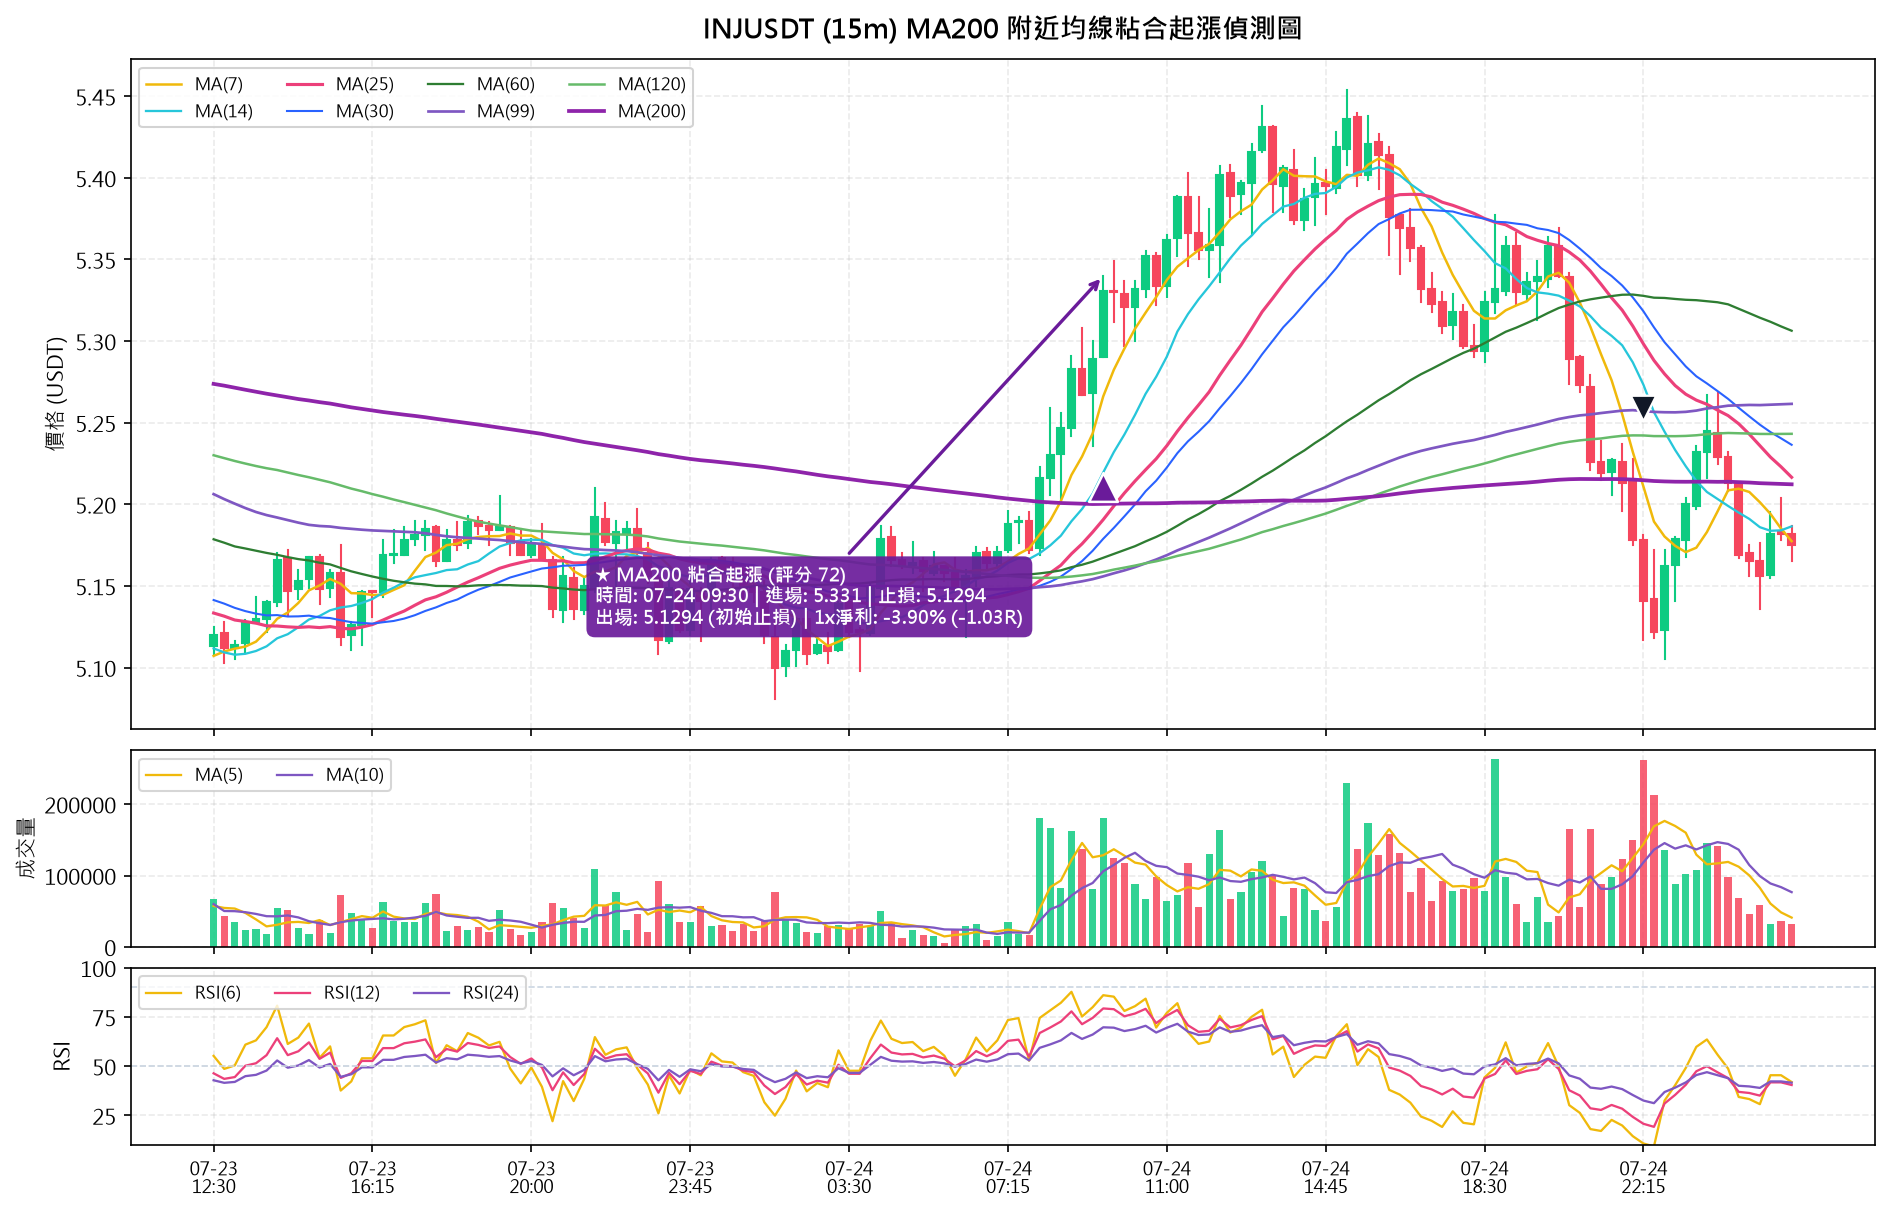 INJUSDT (15m) MA200 附近均線粘合起漲偵測圖
MA(7) MA(25) MA(60) MA(120)
MA(14) MA(30) MA(99) MA(200)
價格 (USDT)
5.45
5.40
5.35
5.30
5.25
5.20
5.15
5.10
★ MA200 粘合起漲 (評分 72)
時間: 07-24 09:30 | 進場: 5.331 | 止損: 5.1294
出場: 5.1294 (初始止損) | 1x淨利: -3.90% (-1.03R)
MA(5) MA(10)
成交量
200000
100000
0
RSI(6) RSI(12) RSI(24)
RSI
100
75
50
25
07-23 07-23 07-23 07-23 07-24 07-24 07-24 07-24 07-24 07-24
12:30 16:15 20:00 23:45 03:30 07:15 11:00 14:45 18:30 22:15